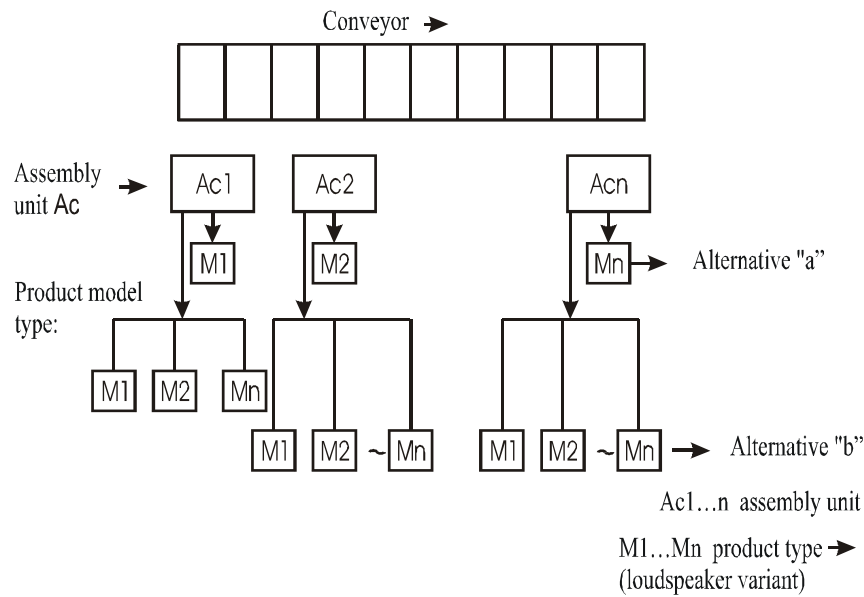 Conveyor
Assembly
unit Ac
Ac1 Ac2 Acn
M1 M2 Mn
Alternative "a”
Product model
type:
M1 M2 Mn
M1 M2 ~ Mn M1 M2 ~ Mn
Alternative "b”
Ac1...n assembly unit
M1...Mn product type
(loudspeaker variant)